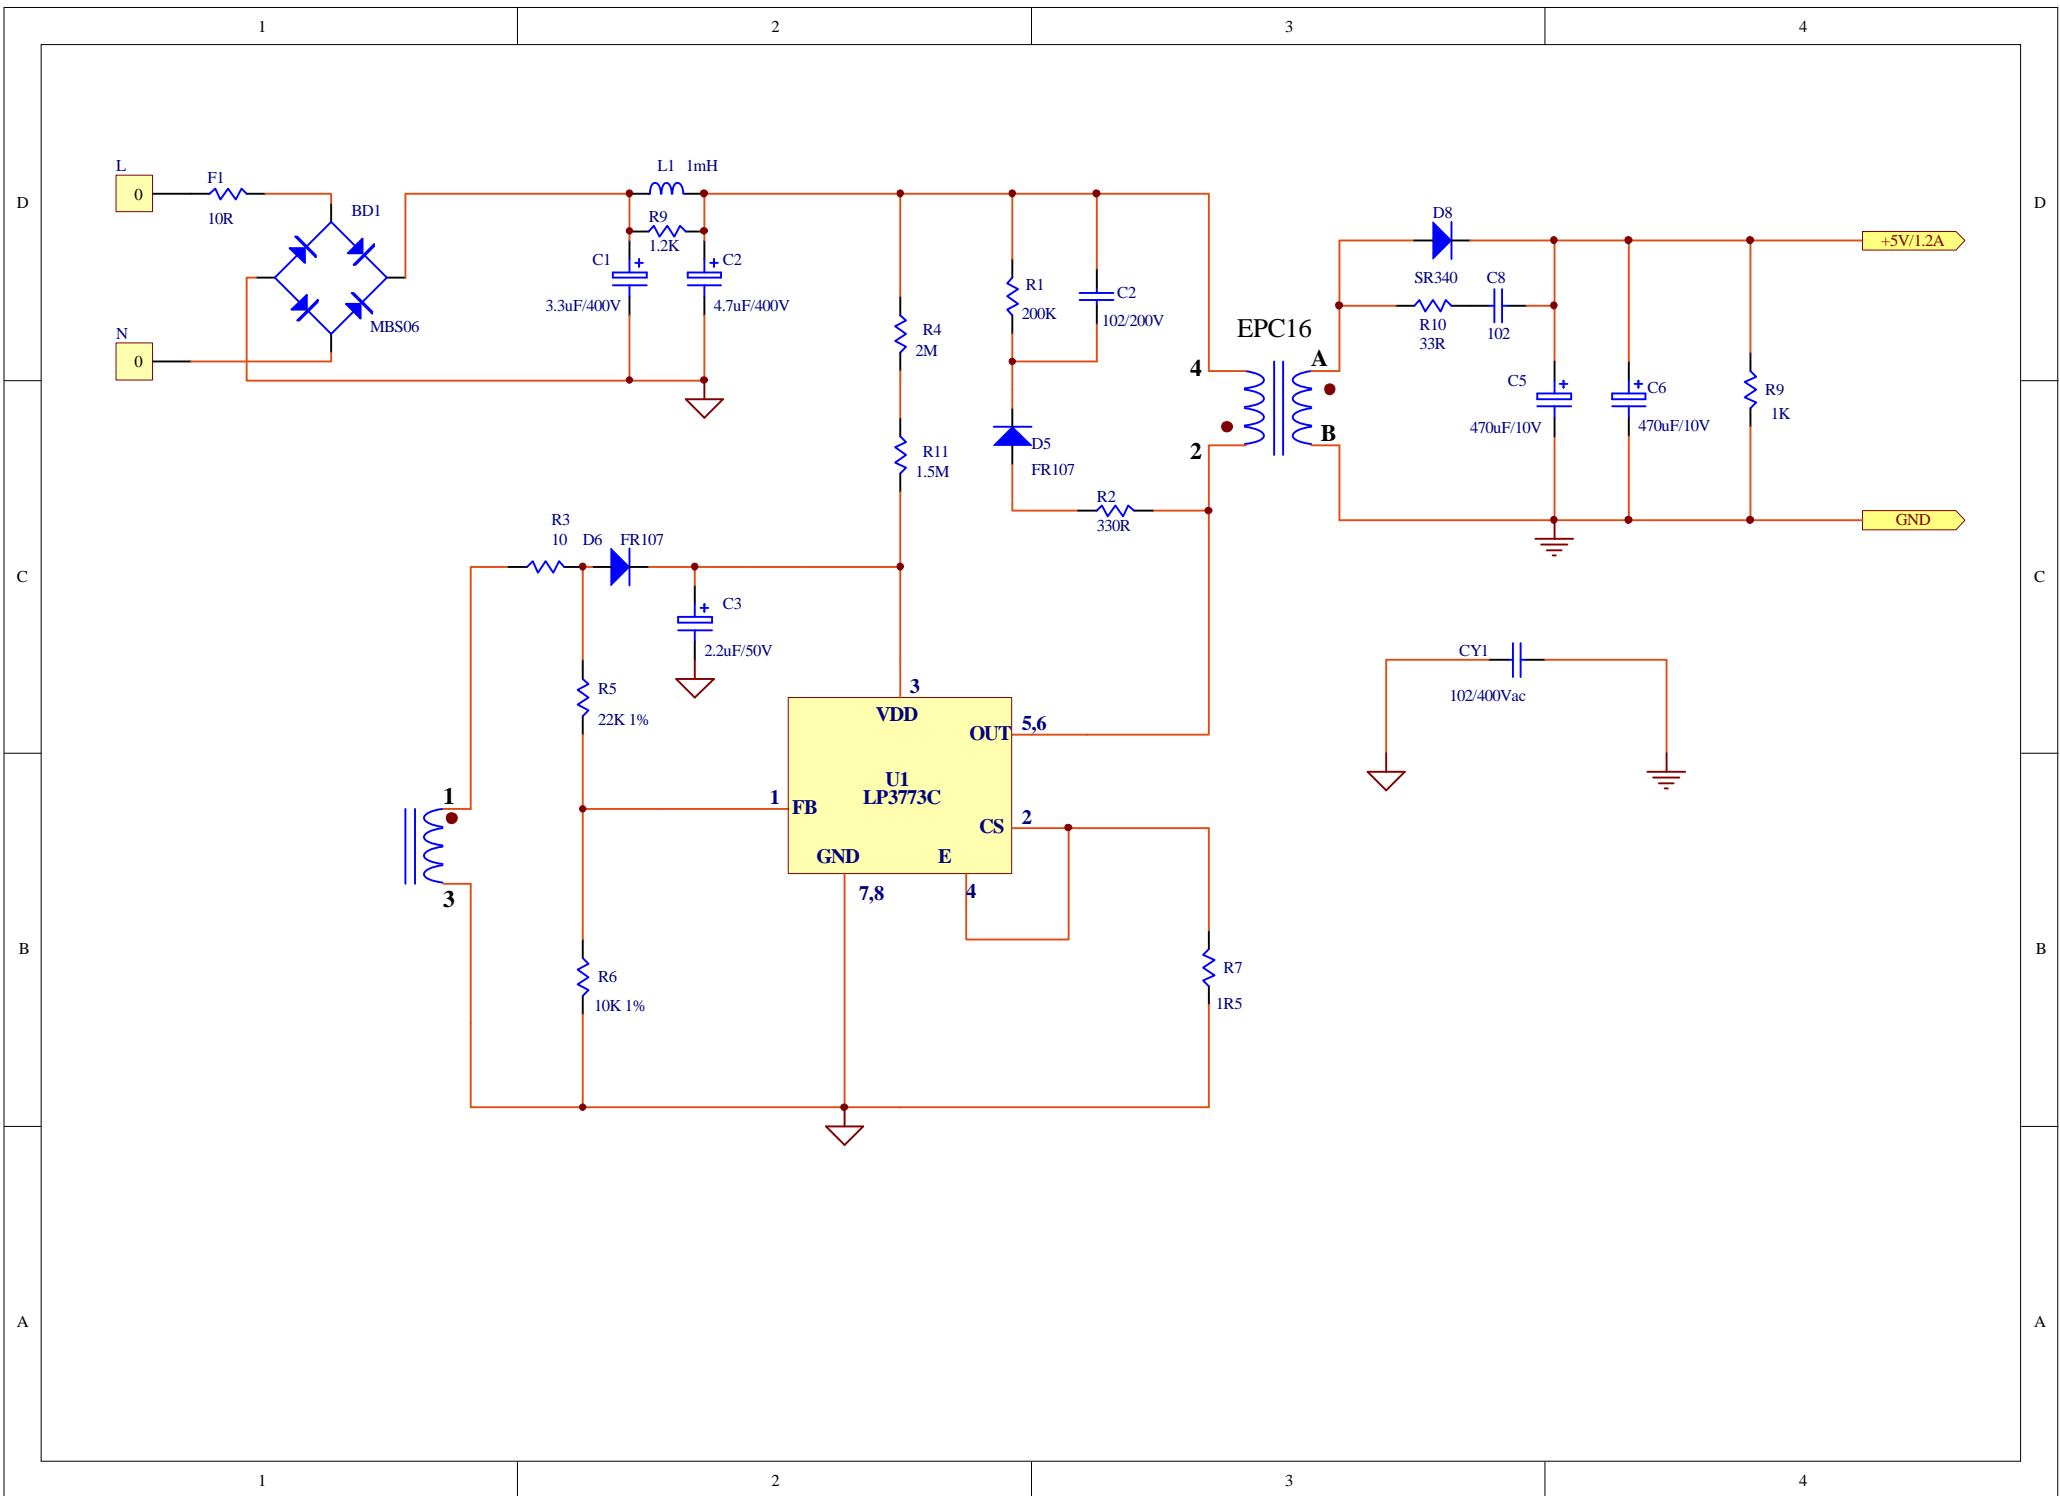 1 2 3 4
D D
L
0
F1
10R
BD1
MBS06
N
0
L1 1mH
R9
1.2K
C1
3.3uF/400V
C2
4.7uF/400V
R4
2M
R11
1.5M
R1
200K
C2
102/200V
D5
FR107
R2
330R
EPC16
4
2
A
B
D8
SR340
C8
102
R10
33R
C5
470uF/10V
C6
470uF/10V
R9
1K
+5V/1.2A
GND
C C
R3
10
D6 FR107
C3
2.2uF/50V
R5
22K 1%
3
VDD
OUT 5,6
U1
LP3773C
1 FB
CS 2
GND E
7,8 4
CY1
102/400Vac
1
3
B B
R6
10K 1%
R7
1R5
A A
1 2 3 4